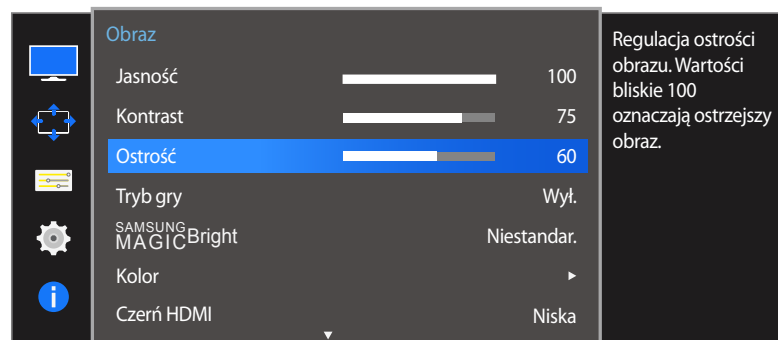 Obraz
Jasność 100
Kontrast 75
Ostrość 60
Tryb gry Wył.
SAMSUNG
MAGICBright Niestandar.
Kolor
Czerń HDMI Niska
Regulacja ostrości
obrazu. Wartości
bliskie 100
oznaczają ostrzejszy
obraz.